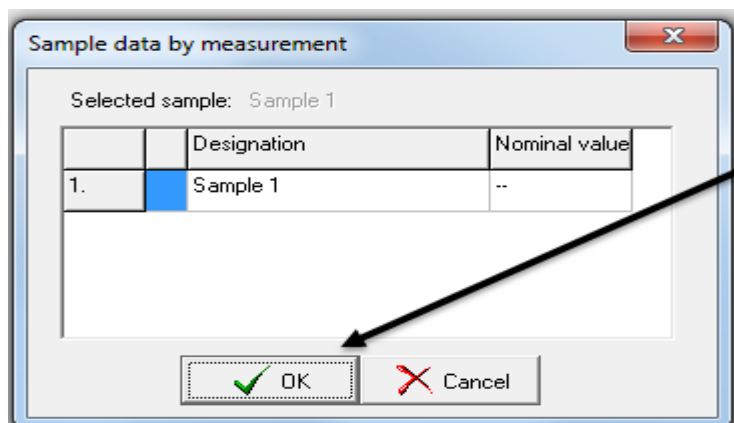 Sample data by measurement
Selected sample: Sample 1
Designation Nominal value
1. Sample 1 --
OK Cancel